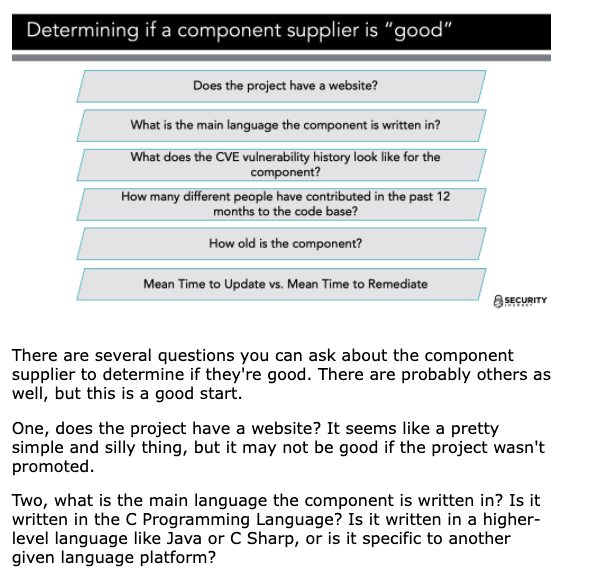 Determining if a component supplier is “good”
Does the project have a website?
What is the main language the component is written in?
What does the CVE vulnerability history look like for the
component?
How many different people have contributed in the past 12
months to the code base?
How old is the component?
Mean Time to Update vs. Mean Time to Remediate
SECURITY
JOURNEY
There are several questions you can ask about the component
supplier to determine if they're good. There are probably others as
well, but this is a good start.
One, does the project have a website? It seems like a pretty
simple and silly thing, but it may not be good if the project wasn't
promoted.
Two, what is the main language the component is written in? Is it
written in the C Programming Language? Is it written in a higher-
level language like Java or C Sharp, or is it specific to another
given language platform?